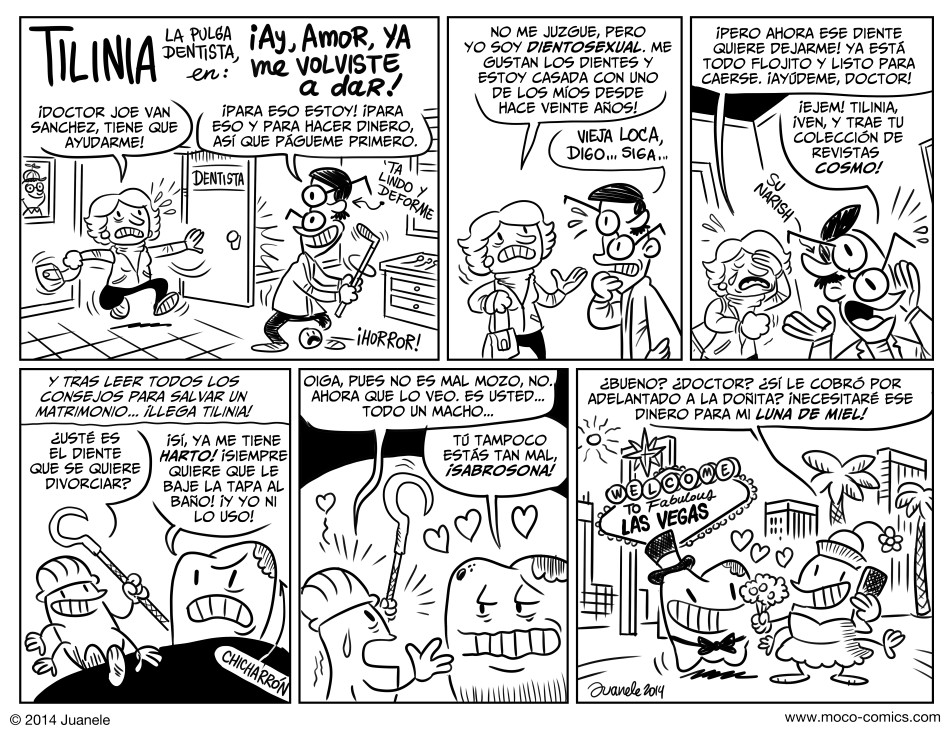 TILINIA
LA PULGA
DENTISTA,
en:
¡Ay, AMOR, YA
me VOLVISTE
a daR!
¡DOCTOR JOE VAN
SANCHEZ, TIENE QUE
AYUDARME!
¡PARA ESO ESTOY! ¡PARA
ESO Y PARA HACER DINERO,
ASÍ QUE PÁGUEME PRIMERO.
DENTISTA
'TA
LINDO Y
DEFORME
¡HORROR!
NO ME JUZGUE, PERO
YO SOY DIENTOSEXUAL. ME
GUSTAN LOS DIENTES Y
ESTOY CASADA CON UNO
DE LOS MÍOS DESDE
HACE VEINTE AÑOS!
VIEJA LOCA,
DIGO... SIGA...
¡PERO AHORA ESE DIENTE
QUIERE DEJARME! YA ESTÁ
TODO FLOJITO Y LISTO PARA
CAERSE. ¡AYÚDEME, DOCTOR!
¡EJEM! TILINIA,
¡VEN, Y TRAE TU
COLECCIÓN DE
REVISTAS
COSMO!
SU
NARISH
Y TRAS LEER TODOS LOS
CONSEJOS PARA SALVAR UN
MATRIMONIO... ¡LLEGA TILINIA!
¿USTÉ ES
EL DIENTE
QUE SE QUIERE
DIVORCIAR?
¡SÍ, YA ME TIENE
HARTO! ¡SIEMPRE
QUIERE QUE LE
BAJE LA TAPA AL
BAÑO! ¡Y YO NI
LO USO!
CHICHARRÓN
OIGA, PUES NO ES MAL MOZO, NO.
AHORA QUE LO VEO. ES USTED...
TODO UN MACHO...
TÚ TAMPOCO
ESTÁS TAN MAL,
¡SABROSONA!
¿BUENO? ¿DOCTOR? ¿SÍ LE COBRÓ POR
ADELANTADO A LA DOÑITA? ¡NECESITARÉ ESE
DINERO PARA MI LUNA DE MIEL!
WELCOME
TO Fabulous
LAS VEGAS
Juanele 2014
© 2014 Juanele
www.moco-comics.com